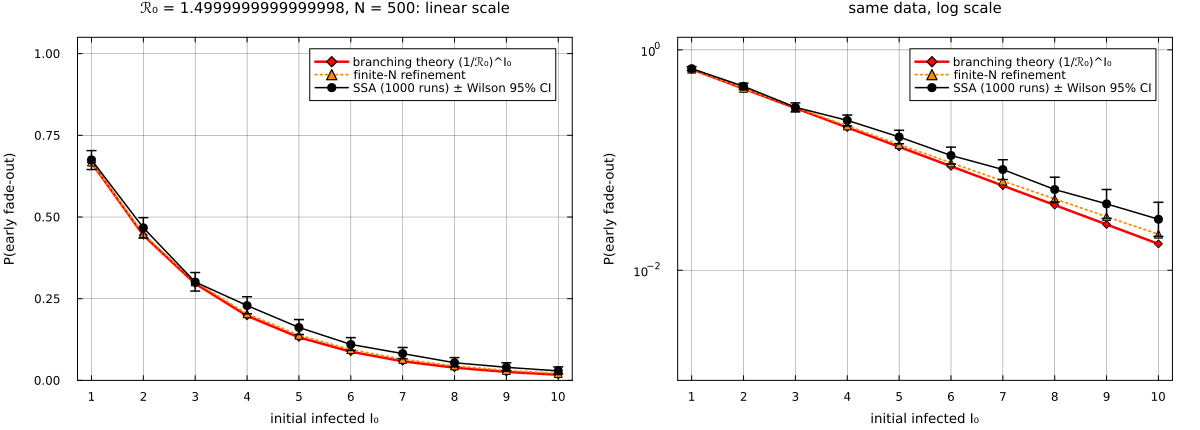 ℛ₀ = 1.4999999999999998, N = 500: linear scale
P(early fade-out)
1.00
0.75
0.50
0.25
0.00
branching theory (1/ℛ₀)^I₀
finite-N refinement
SSA (1000 runs) ± Wilson 95% CI
1 2 3 4 5 6 7 8 9 10
initial infected I₀
same data, log scale
P(early fade-out)
10⁰
10⁻²
branching theory (1/ℛ₀)^I₀
finite-N refinement
SSA (1000 runs) ± Wilson 95% CI
1 2 3 4 5 6 7 8 9 10
initial infected I₀